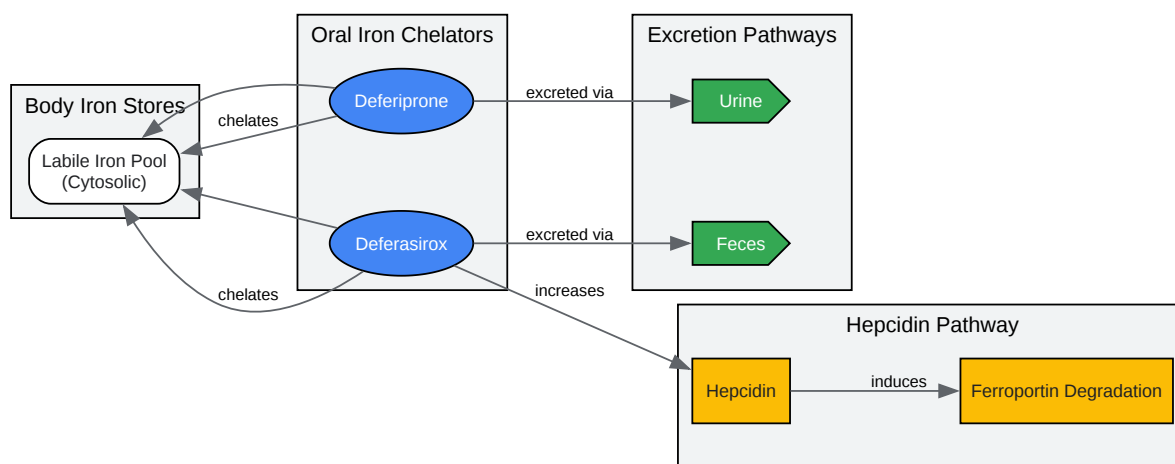 Oral Iron Chelators
Excretion Pathways
Body Iron Stores
Deferiprone
excreted via
Urine
chelates
Labile Iron Pool
(Cytosolic)
Deferasirox
excreted via
Feces
chelates
increases
Hepcidin Pathway
Hepcidin
induces
Ferroportin Degradation